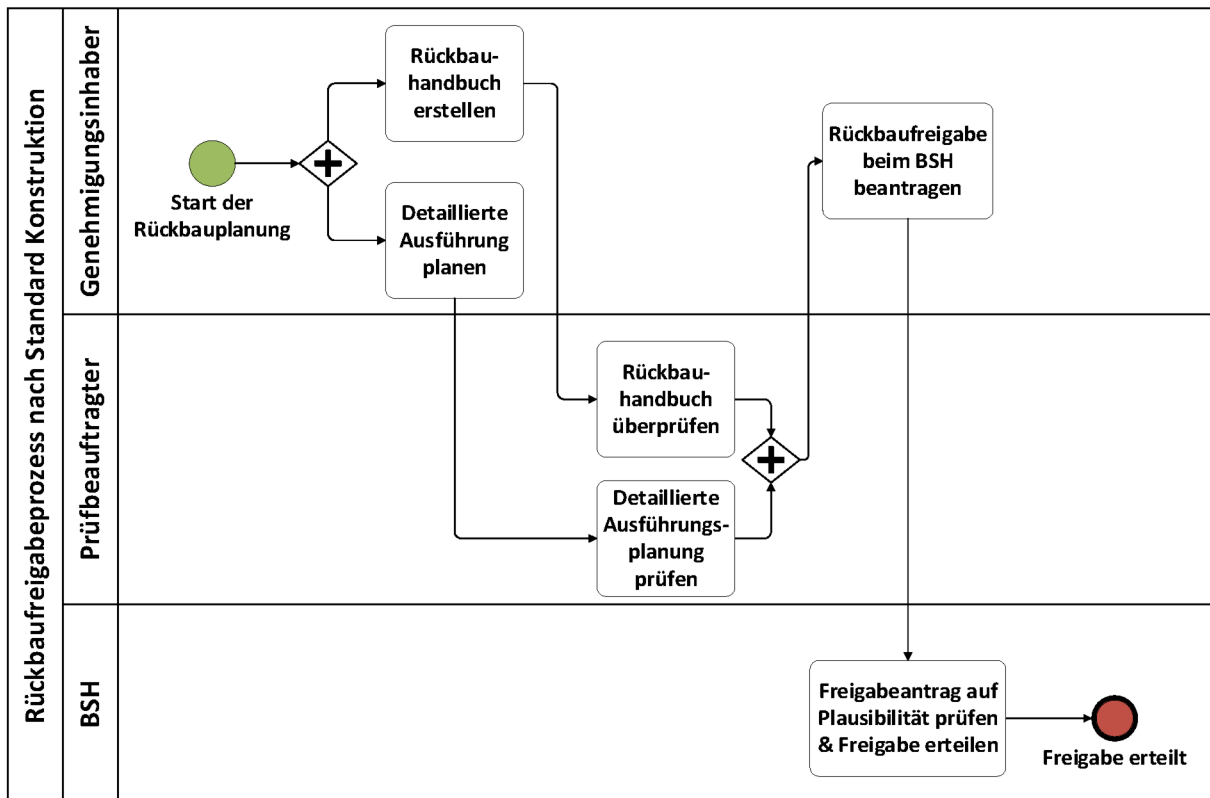 Rückbaufreigabeprozess nach Standard Konstruktion
Genehmigungsinhaber
Start der
Rückbauplanung
Rückbau-
handbuch
erstellen
Detaillierte
Ausführung
planen
Rückbaufreigabe
beim BSH
beantragen
Prüfbeauftragter
Rückbau-
handbuch
überprüfen
Detaillierte
Ausführungs-
planung
prüfen
BSH
Freigabeantrag auf
Plausibilität prüfen
& Freigabe erteilen
Freigabe erteilt